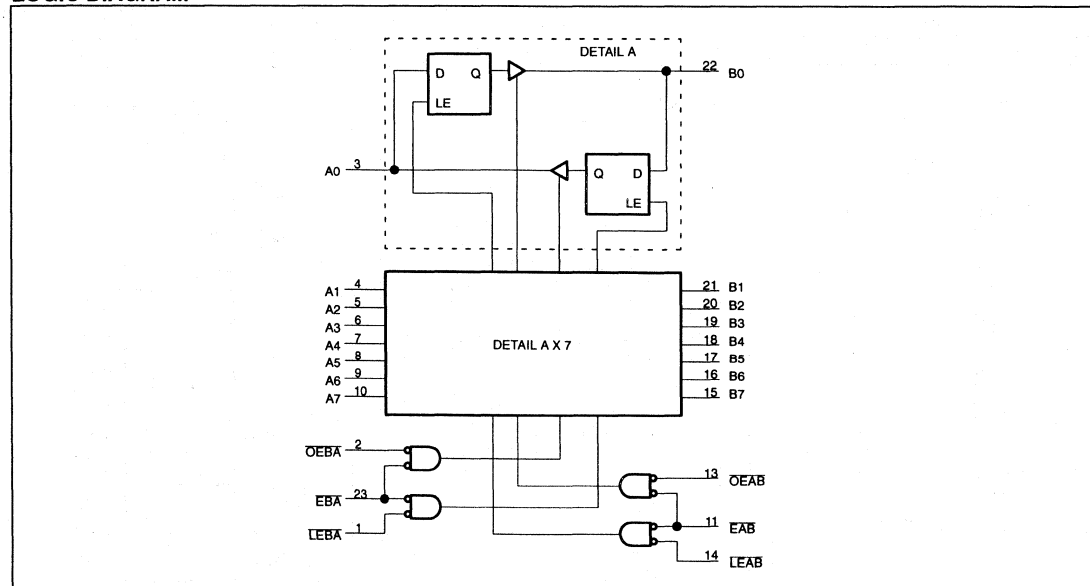 DETAIL A
D Q
LE
22 B0
A0 3
Q D
LE
A1 4
A2 5
A3 6
A4 7
A5 8
A6 9
A7 10
DETAIL A X 7
21 B1
20 B2
19 B3
18 B4
17 B5
16 B6
15 B7
OEBA 2
EBA 23
LEBA 1
13 OEAB
11 EAB
14 LEAB